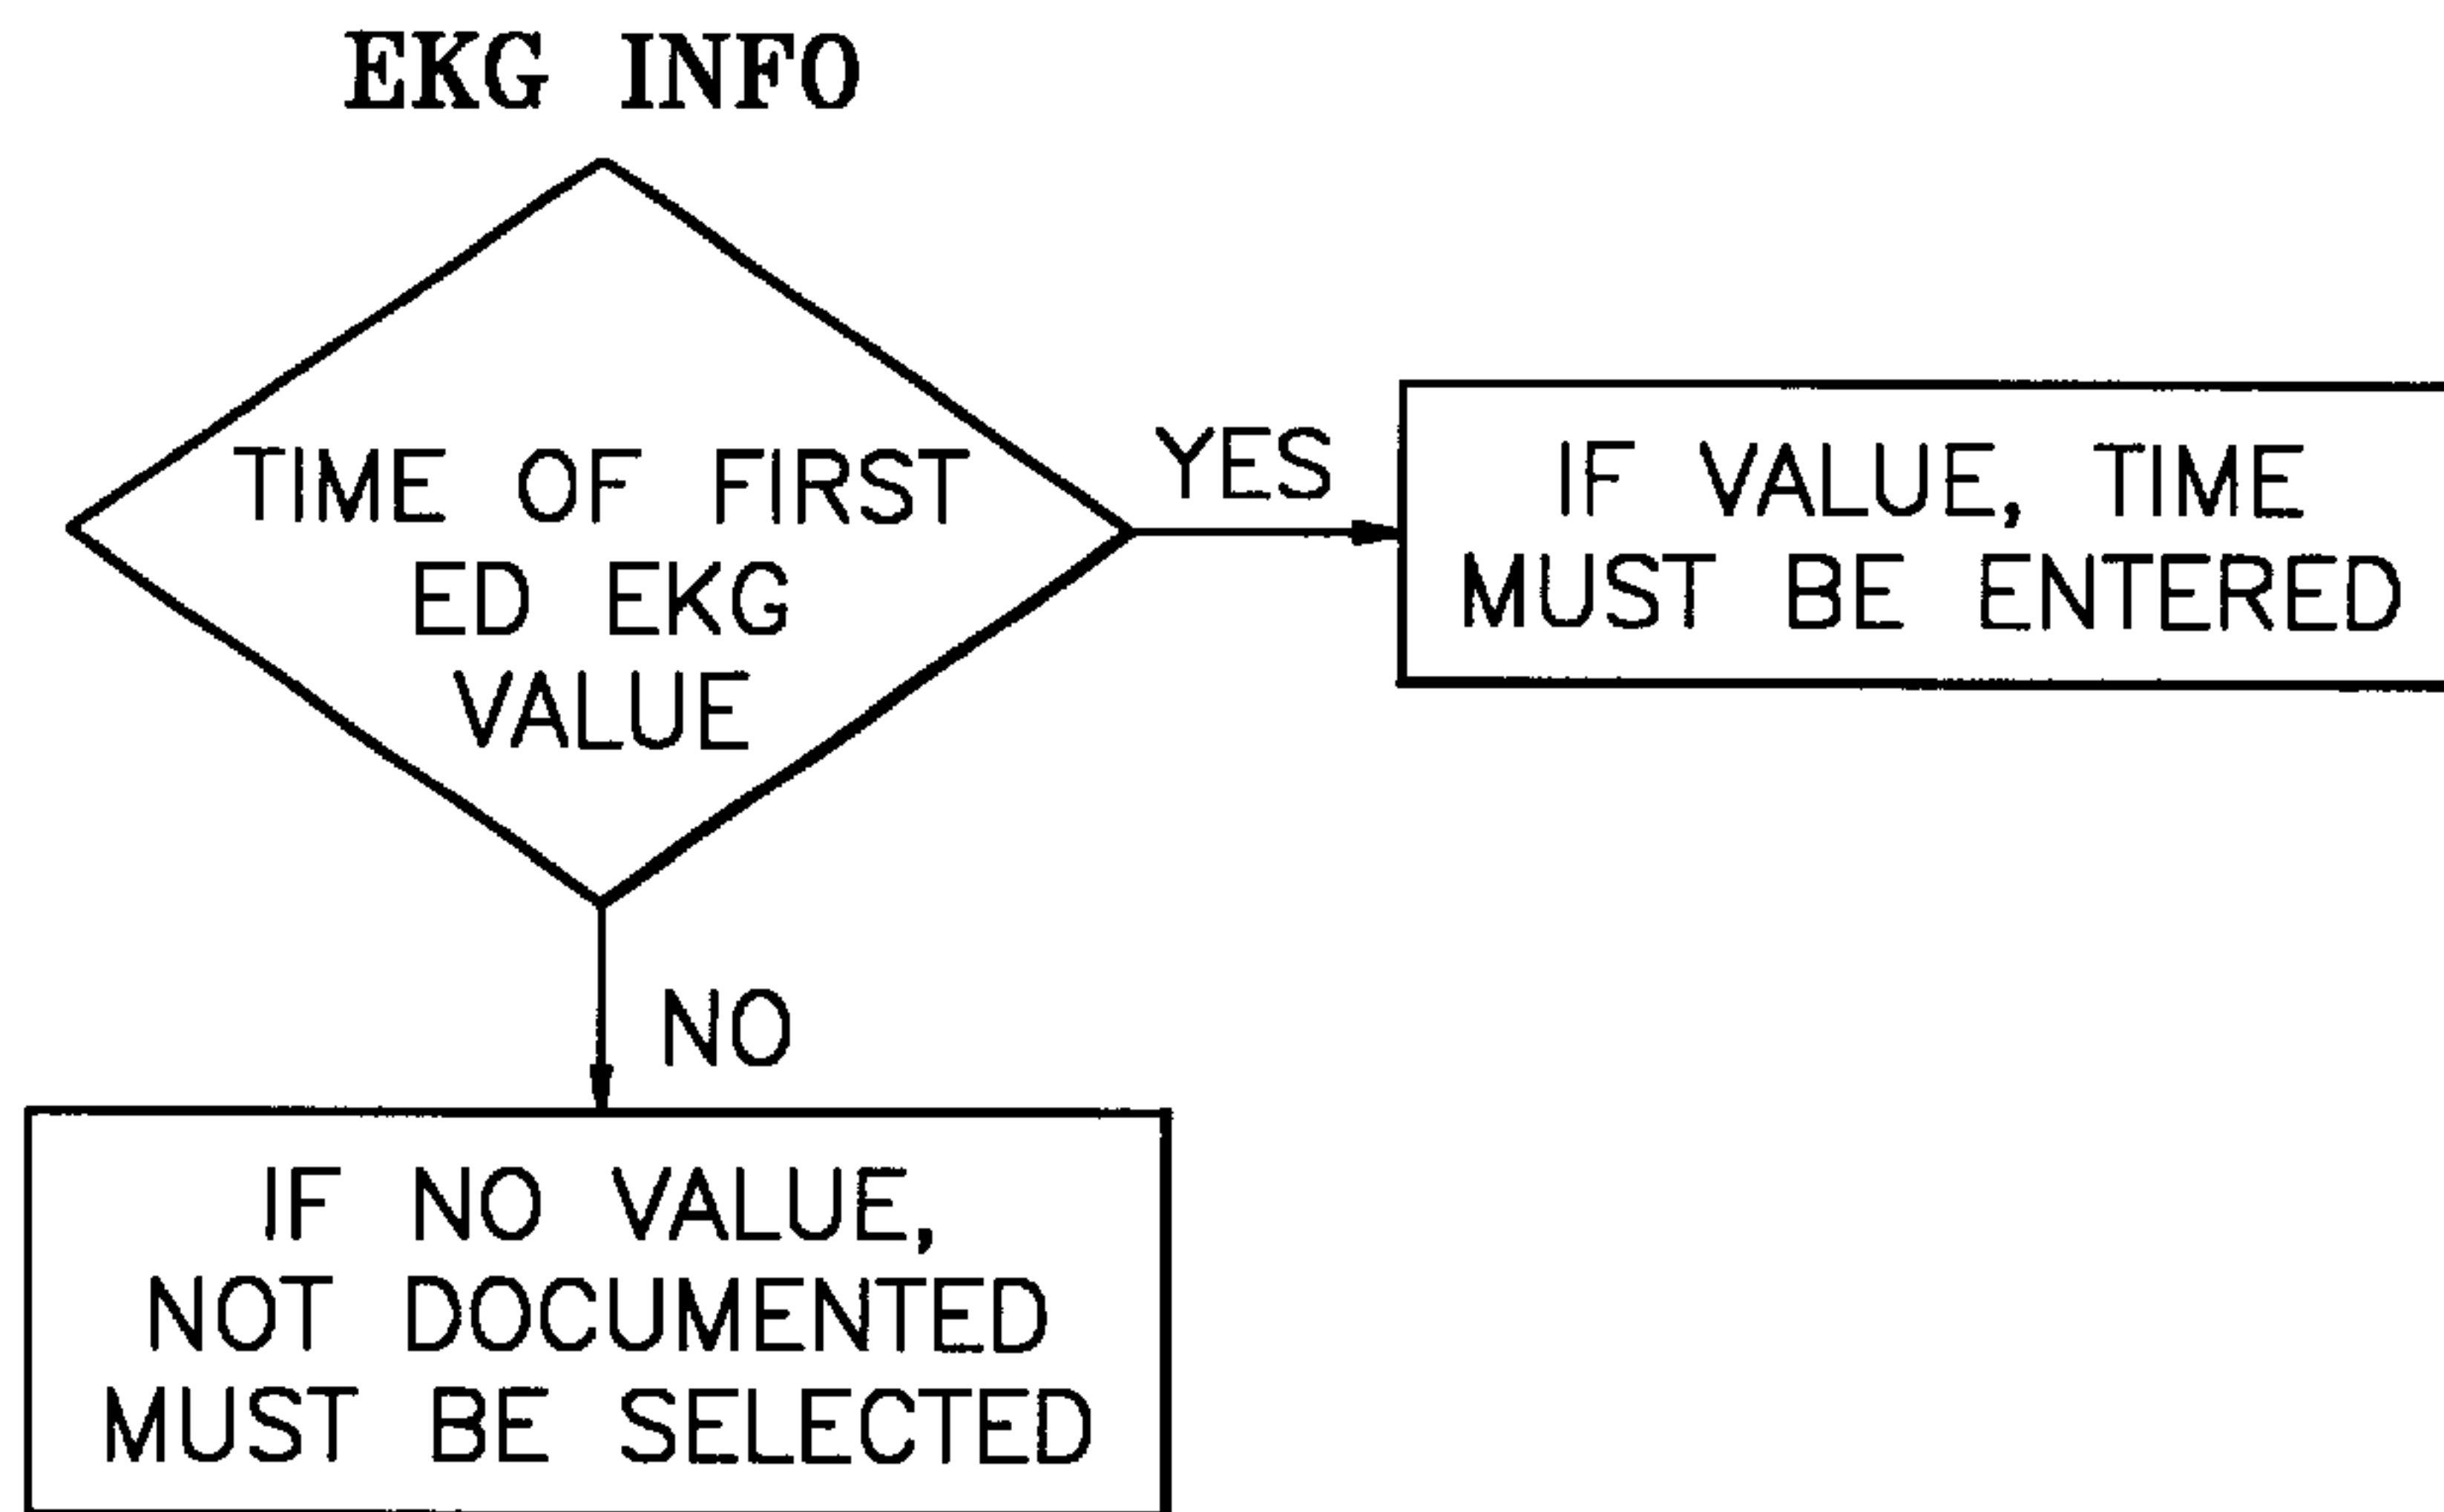 EKG INFO
TIME OF FIRST
ED EKG
VALUE
YES
IF VALUE, TIME
MUST BE ENTERED
NO
IF NO VALUE,
NOT DOCUMENTED
MUST BE SELECTED